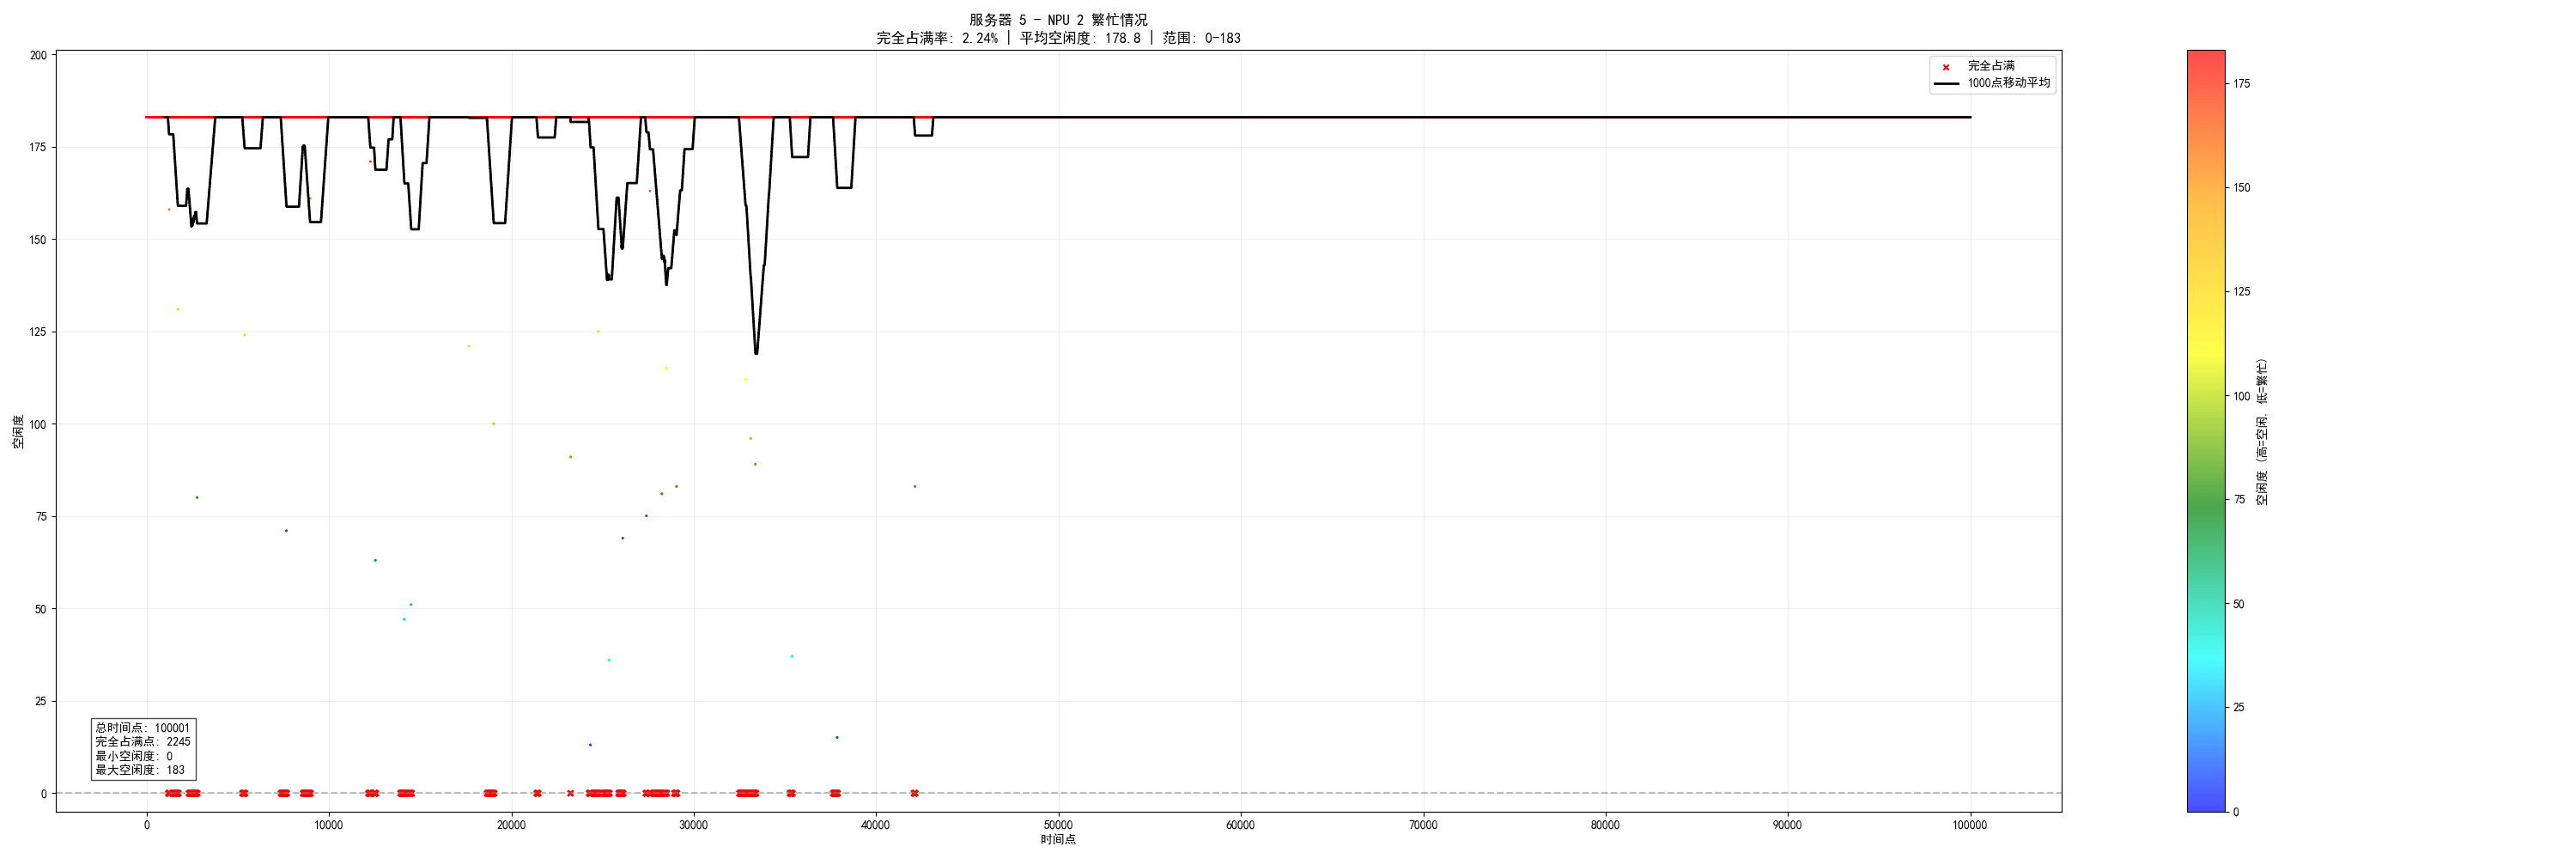 服务器 5 - NPU 2 繁忙情况
完全占满率: 2.24% | 平均空闲度: 178.8 | 范围: 0-183
完全占满
1000点移动平均
200
175
150
125
100
75
50
25
0
空闲度
总时间点: 100001
完全占满点: 2245
最小空闲度: 0
最大空闲度: 183
0
10000
20000
30000
40000
50000
60000
70000
80000
90000
100000
时间点
175
150
125
100
75
50
25
0
空闲度 (高=空闲, 低=繁忙)